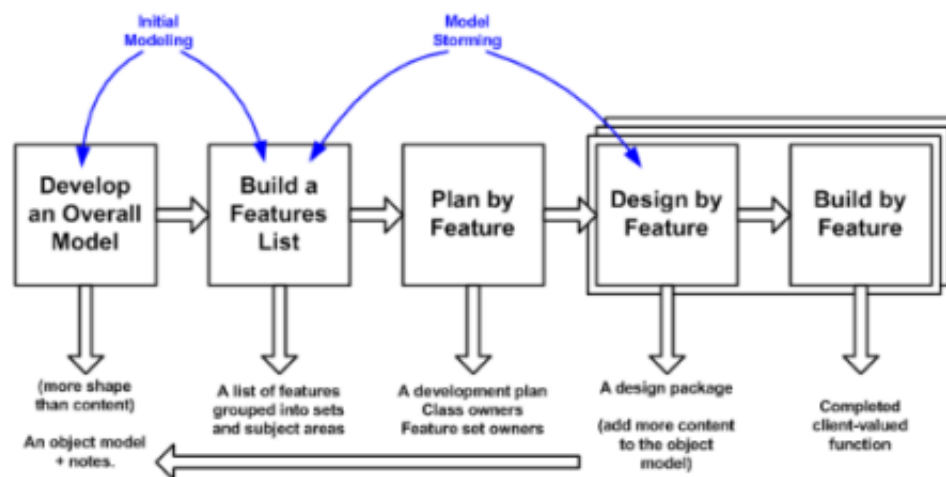 Initial
Modeling
Model
Storming
Develop
an Overall
Model
Build a
Features
List
Plan by
Feature
Design by
Feature
Build by
Feature
(more shape
than content)
An object model
+ notes.
A list of features
grouped into sets
and subject areas
A development plan
Class owners
Feature set owners
A design package
(add more content
to the object
model)
Completed
client-valued
function